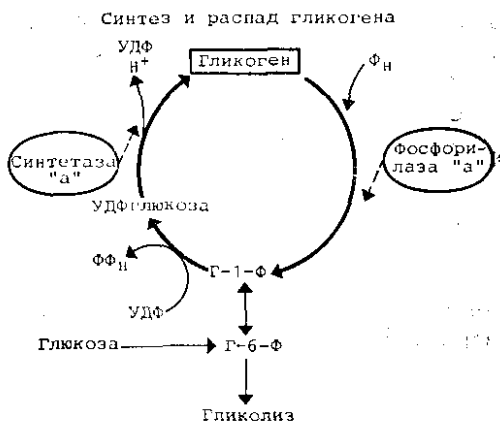 Синтез и распад гликогена
УДФ
Н⁺
Гликоген
Фн
Синтетаза
"а"
Фосфори-
лаза "а"
УДФглюкоза
ФФн
Г-1-Ф
УДФ
Глюкоза
Г-6-Ф
Гликолиз